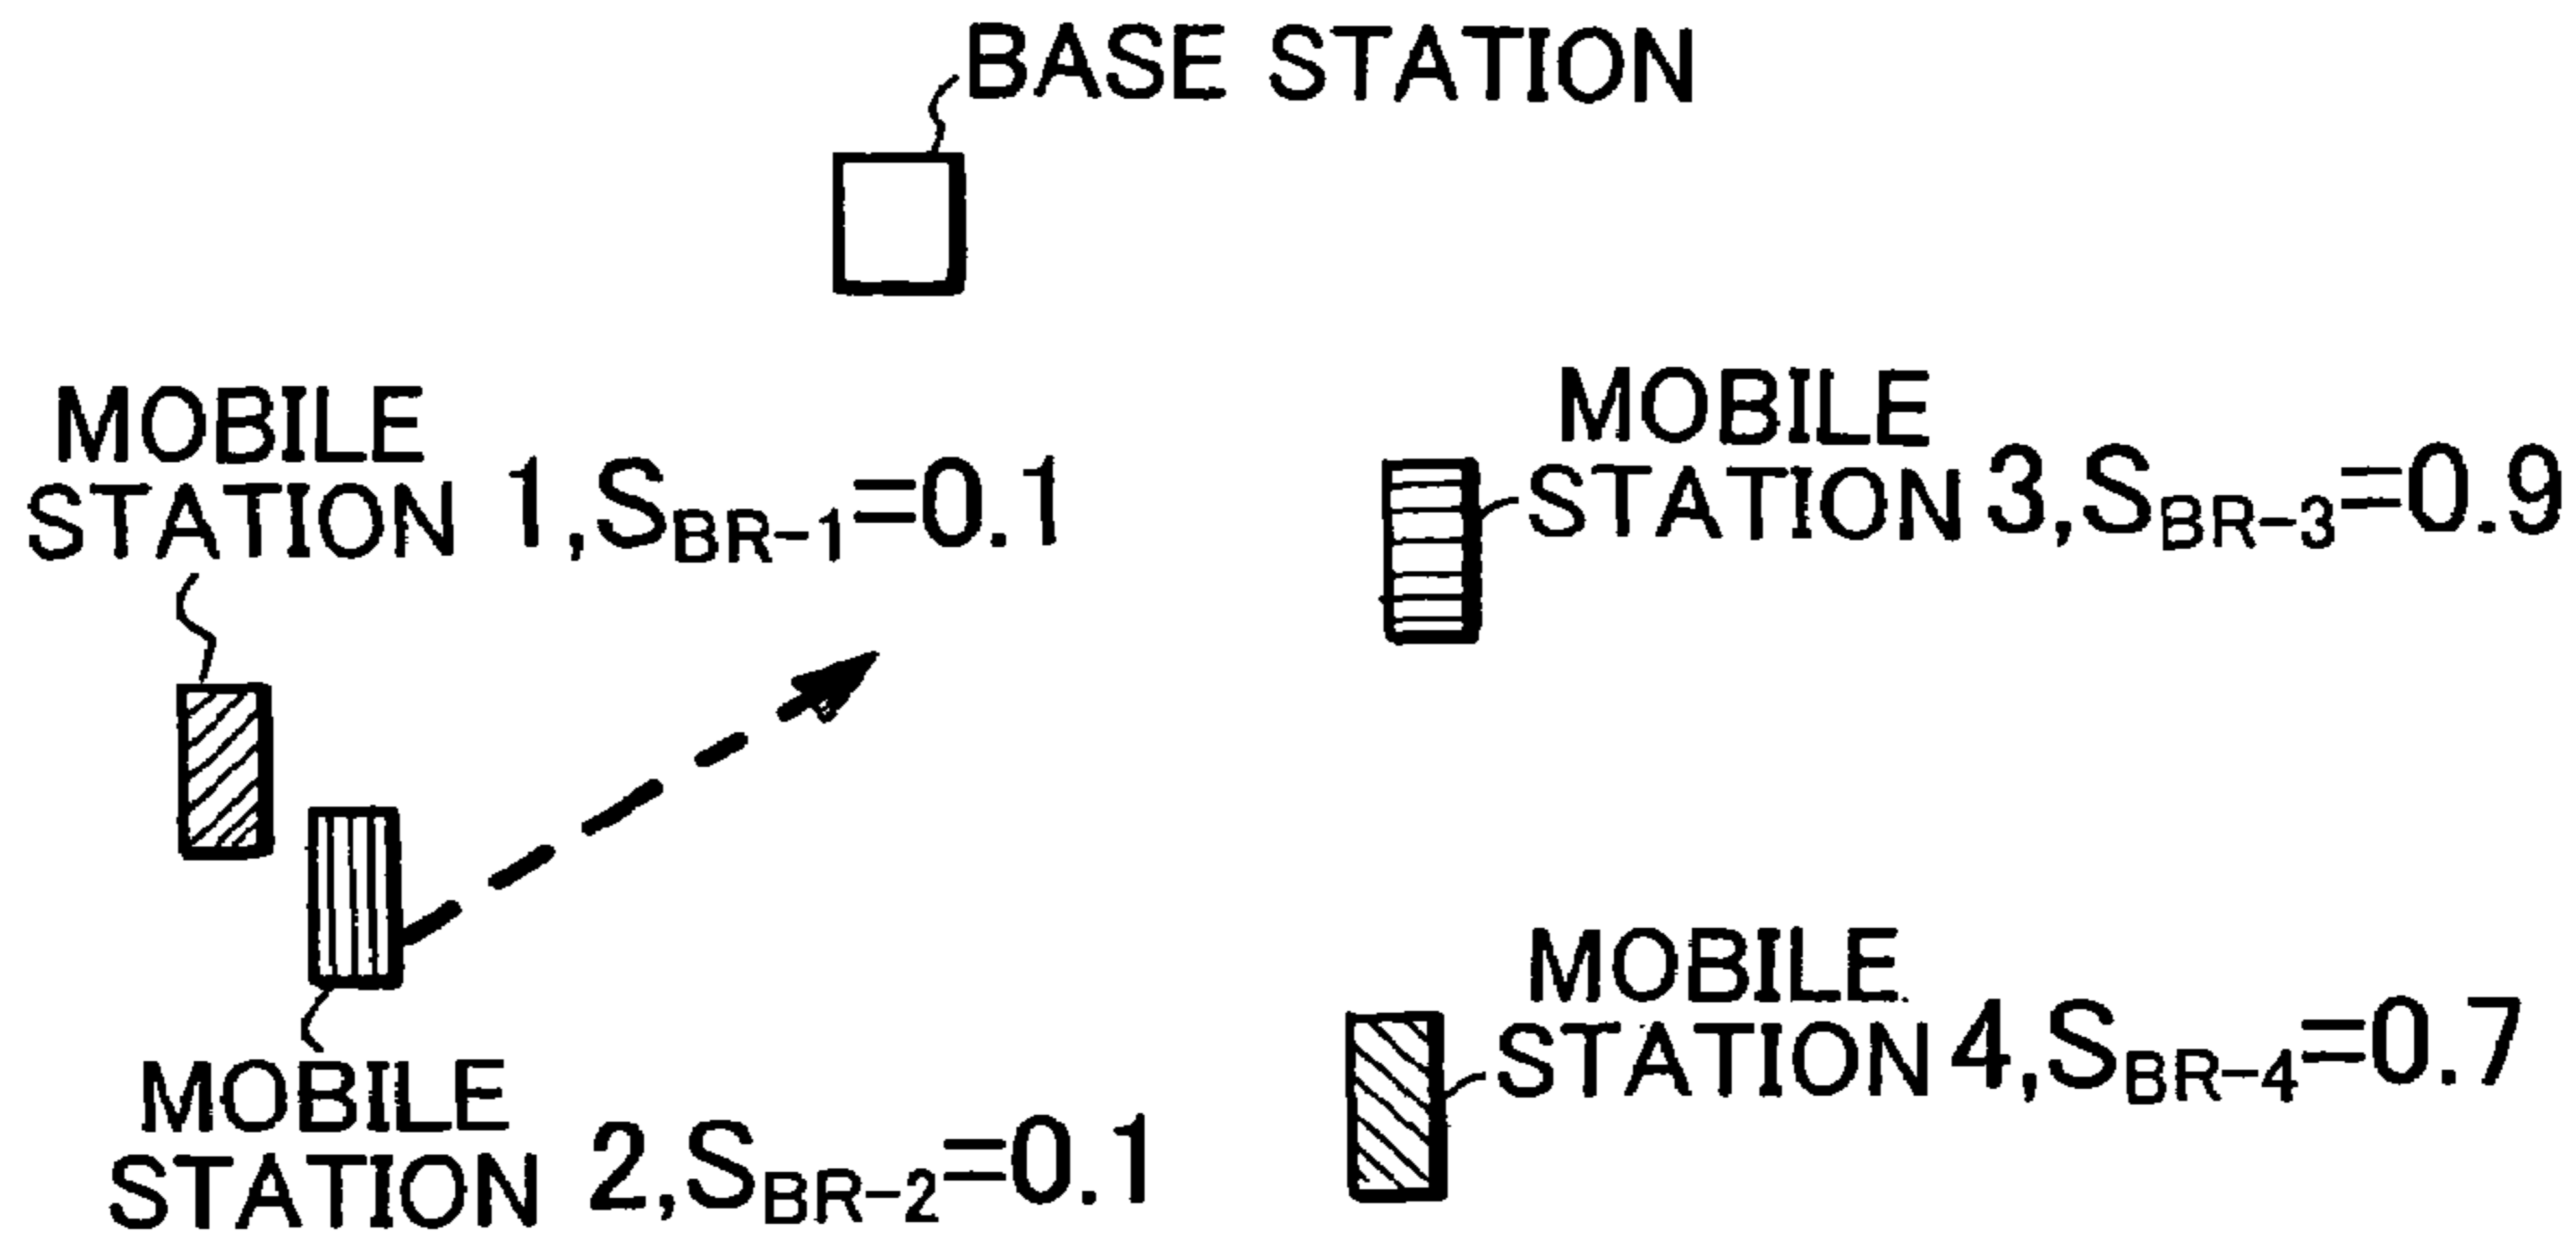 BASE STATION
MOBILE
STATION 1,SBR-1=0.1
MOBILE
STATION 3,SBR-3=0.9
MOBILE
STATION 2,SBR-2=0.1
MOBILE
STATION 4,SBR-4=0.7